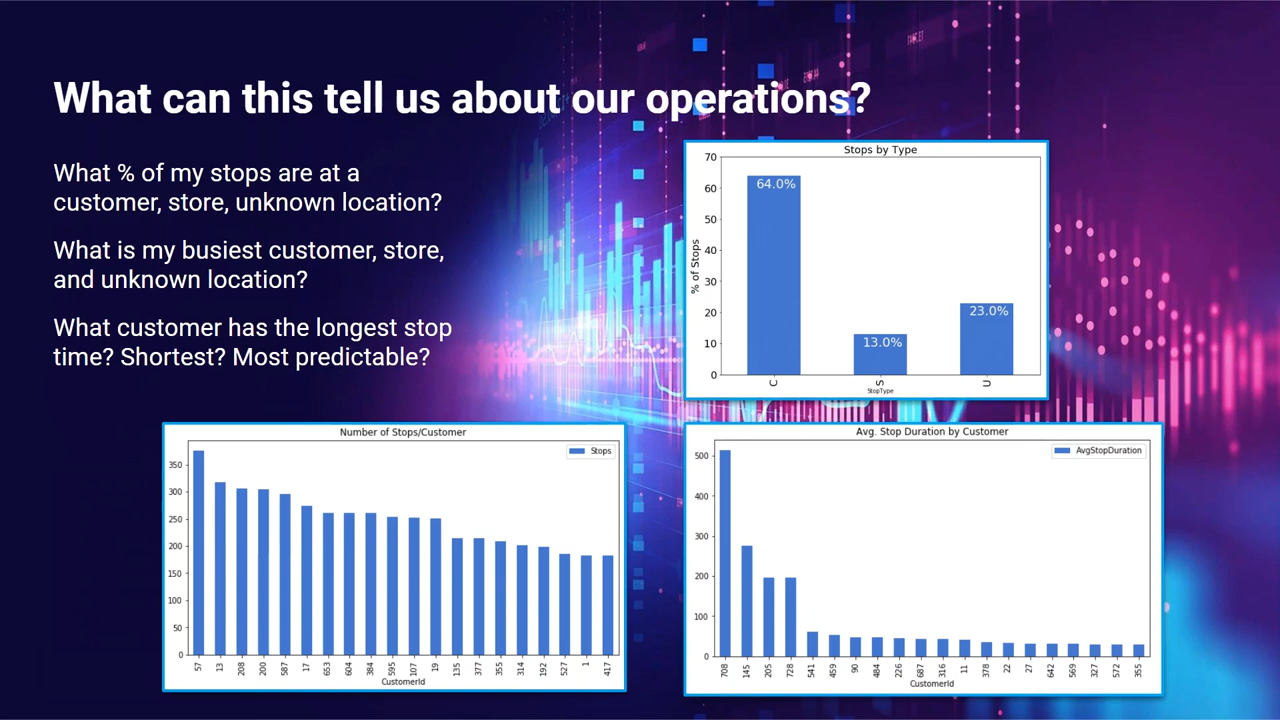 What can this tell us about our operations?
What % of my stops are at a
customer, store, unknown location?
What is my busiest customer, store,
and unknown location?
What customer has the longest stop
time? Shortest? Most predictable?
Stops by Type
% of Stops
70
60
50
40
30
20
10
0
64.0%
13.0%
23.0%
C S U
StopType
Number of Stops/Customer
Stops
350
300
250
200
150
100
50
0
57 13 208 200 587 17 653 604 384 595 107 19 135 377 355 314 192 527 1 417
CustomerId
Avg. Stop Duration by Customer
AvgStopDuration
500
400
300
200
100
0
708 145 205 728 541 459 90 484 226 687 316 11 378 22 27 642 569 327 572 355
CustomerId
TARGET